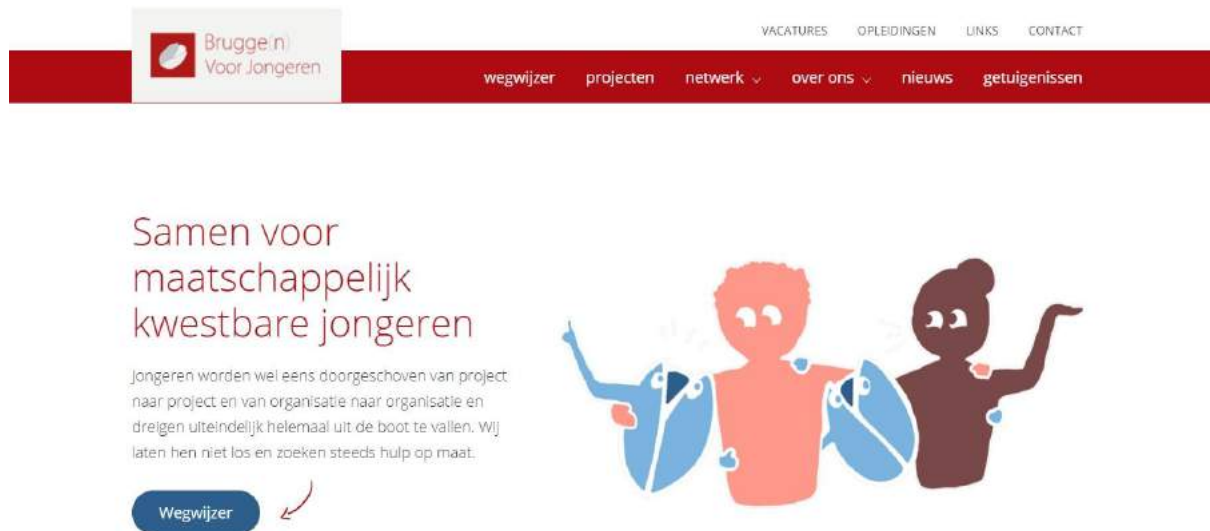 VACATURES OPLEIDINGEN LINKS CONTACT
Brugge(n)
Voor Jongeren
wegwijzer projecten netwerk over ons nieuws getuigenissen
Samen voor
maatschappelijk
kwestbare jongeren
Jongeren worden wel eens doorgeschoven van project
naar project en van organisatie naar organisatie en
dreigen uiteindelijk helemaal uit de boot te vallen. Wij
laten hen niet los en zoeken steeds hulp op maat.
Wegwijzer